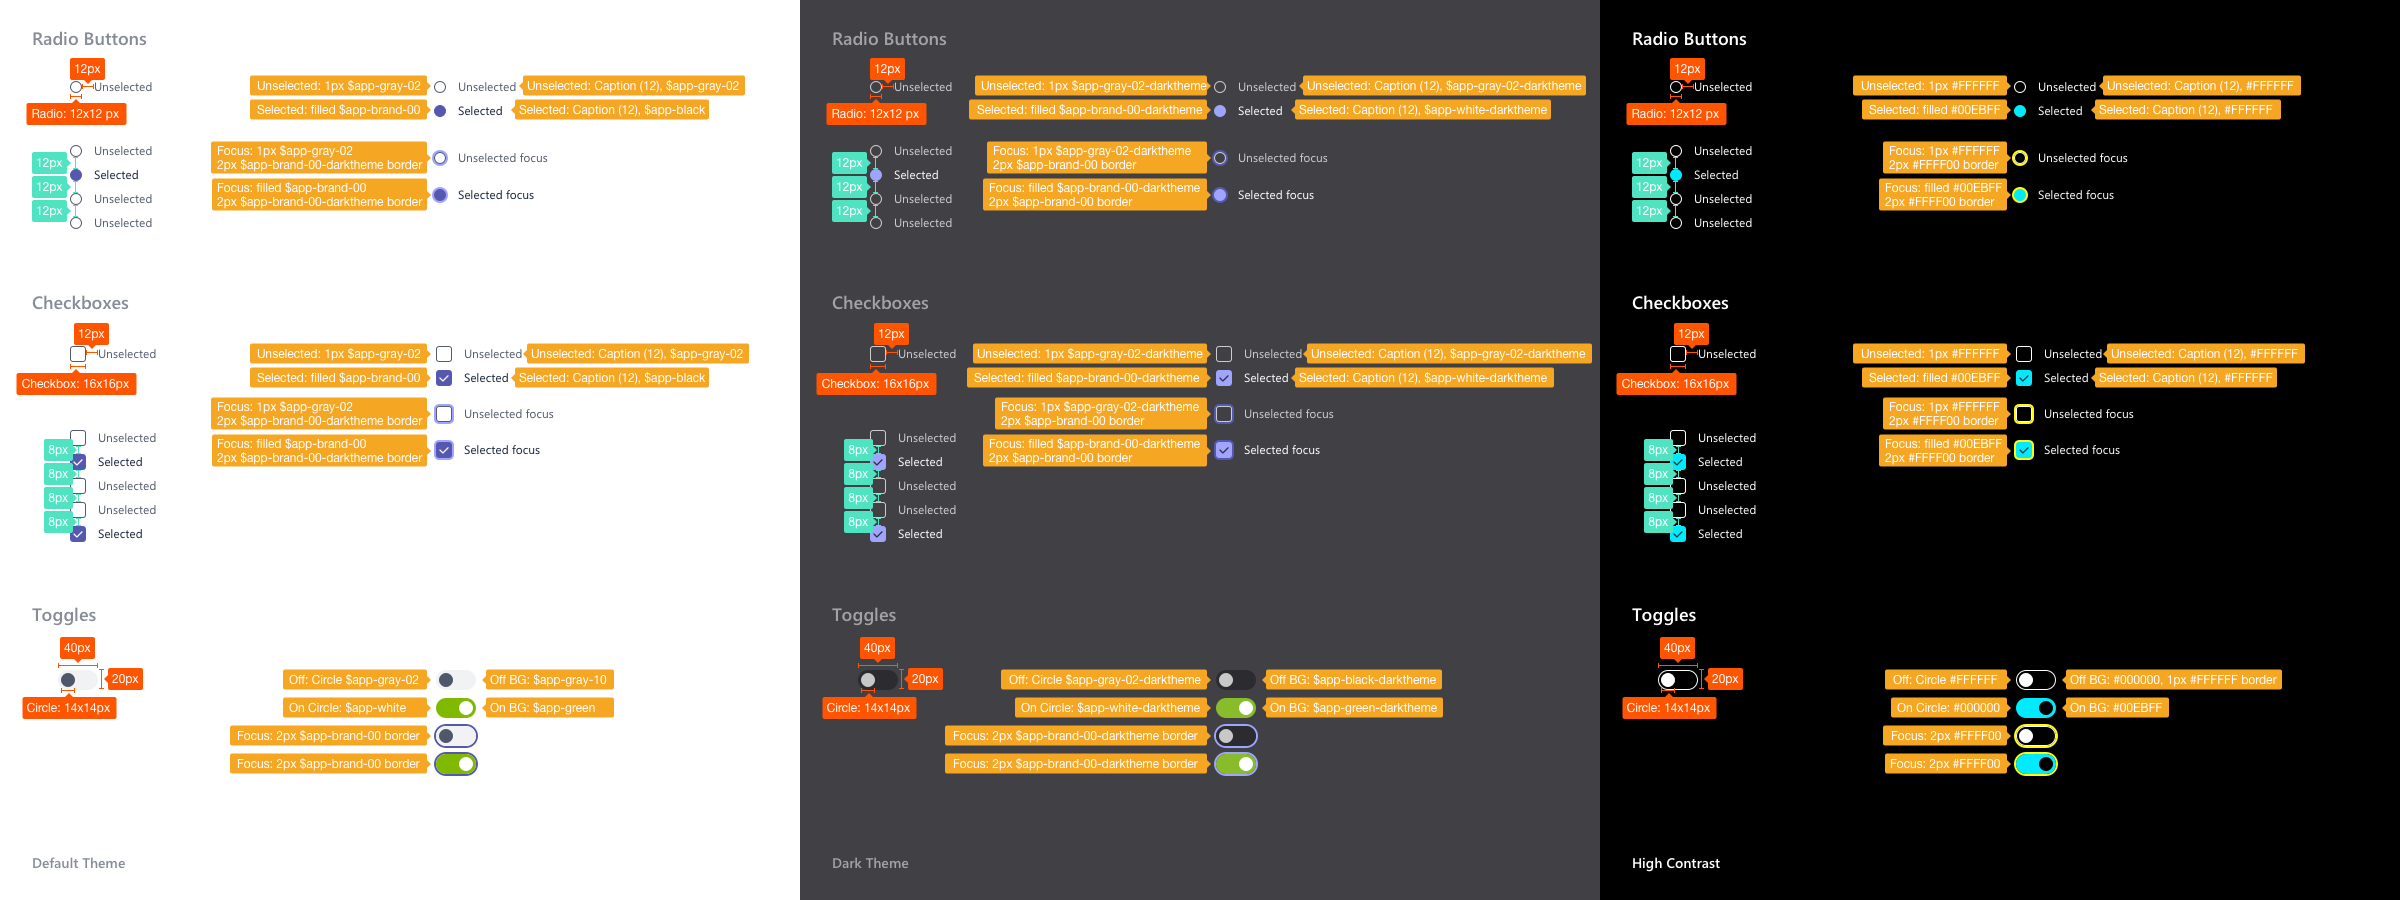 Radio Buttons
12px
Unselected
Radio: 12x12 px
Unselected: 1px $app-gray-02
Unselected
Unselected: Caption (12), $app-gray-02
Selected: filled $app-brand-00
Selected
Selected: Caption (12), $app-black
Unselected
12px
Selected
12px
Unselected
12px
Unselected
Focus: 1px $app-gray-02
2px $app-brand-00-darktheme border
Unselected focus
Focus: filled $app-brand-00
2px $app-brand-00-darktheme border
Selected focus
Checkboxes
12px
Unselected
Checkbox: 16x16px
Unselected: 1px $app-gray-02
Unselected
Unselected: Caption (12), $app-gray-02
Selected: filled $app-brand-00
Selected
Selected: Caption (12), $app-black
Focus: 1px $app-gray-02
2px $app-brand-00-darktheme border
Unselected focus
Focus: filled $app-brand-00
2px $app-brand-00-darktheme border
Selected focus
Unselected
8px
Selected
8px
Unselected
8px
Unselected
8px
Selected
Toggles
40px
20px
Circle: 14x14px
Off: Circle $app-gray-02
Off BG: $app-gray-10
On Circle: $app-white
On BG: $app-green
Focus: 2px $app-brand-00 border
Focus: 2px $app-brand-00 border
Default Theme
Radio Buttons
12px
Unselected
Radio: 12x12 px
Unselected: 1px $app-gray-02-darktheme
Unselected
Unselected: Caption (12), $app-gray-02-darktheme
Selected: filled $app-brand-00-darktheme
Selected
Selected: Caption (12), $app-white-darktheme
Unselected
12px
Selected
12px
Unselected
12px
Unselected
Focus: 1px $app-gray-02-darktheme
2px $app-brand-00 border
Unselected focus
Focus: filled $app-brand-00-darktheme
2px $app-brand-00 border
Selected focus
Checkboxes
12px
Unselected
Checkbox: 16x16px
Unselected: 1px $app-gray-02-darktheme
Unselected
Unselected: Caption (12), $app-gray-02-darktheme
Selected: filled $app-brand-00-darktheme
Selected
Selected: Caption (12), $app-white-darktheme
Focus: 1px $app-gray-02-darktheme
2px $app-brand-00 border
Unselected focus
Focus: filled $app-brand-00-darktheme
2px $app-brand-00 border
Selected focus
Unselected
8px
Selected
8px
Unselected
8px
Unselected
8px
Selected
Toggles
40px
20px
Circle: 14x14px
Off: Circle $app-gray-02-darktheme
Off BG: $app-black-darktheme
On Circle: $app-white-darktheme
On BG: $app-green-darktheme
Focus: 2px $app-brand-00-darktheme border
Focus: 2px $app-brand-00-darktheme border
Dark Theme
Radio Buttons
12px
Unselected
Radio: 12x12 px
Unselected: 1px #FFFFFF
Unselected
Unselected: Caption (12), #FFFFFF
Selected: filled #00EBFF
Selected
Selected: Caption (12), #FFFFFF
Unselected
12px
Selected
12px
Unselected
12px
Unselected
Focus: 1px #FFFFFF
2px #FFFF00 border
Unselected focus
Focus: filled #00EBFF
2px #FFFF00 border
Selected focus
Checkboxes
12px
Unselected
Checkbox: 16x16px
Unselected: 1px #FFFFFF
Unselected
Unselected: Caption (12), #FFFFFF
Selected: filled #00EBFF
Selected
Selected: Caption (12), #FFFFFF
Focus: 1px #FFFFFF
2px #FFFF00 border
Unselected focus
Focus: filled #00EBFF
2px #FFFF00 border
Selected focus
Unselected
8px
Selected
8px
Unselected
8px
Unselected
8px
Selected
Toggles
40px
20px
Circle: 14x14px
Off: Circle #FFFFFF
Off BG: #000000, 1px #FFFFFF border
On Circle: #000000
On BG: #00EBFF
Focus: 2px #FFFF00
Focus: 2px #FFFF00
High Contrast